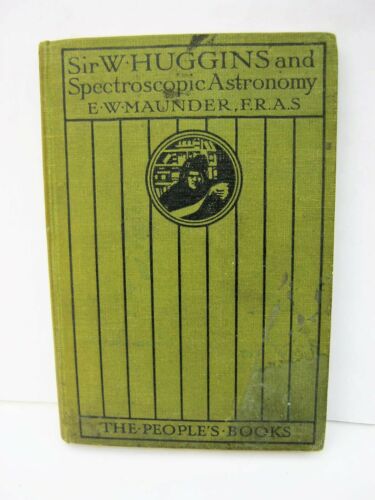 Sir W·HUGGINS and
Spectroscopic Astronomy
E·W·MAUNDER, F.R.A.S
THE·PEOPLE'S·BOOKS